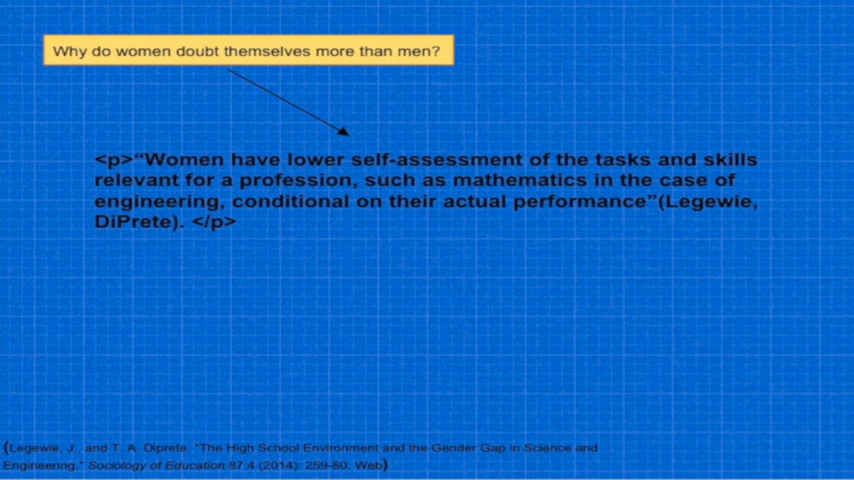 Why do women doubt themselves more than men?
<p>“Women have lower self-assessment of the tasks and skills
relevant for a profession, such as mathematics in the case of
engineering, conditional on their actual performance”(Legewie,
DiPrete). </p>
(Legewie, J., and T. A. Diprete. "The High School Environment and the Gender Gap in Science and
Engineering." Sociology of Education 87.4 (2014): 259-80. Web)